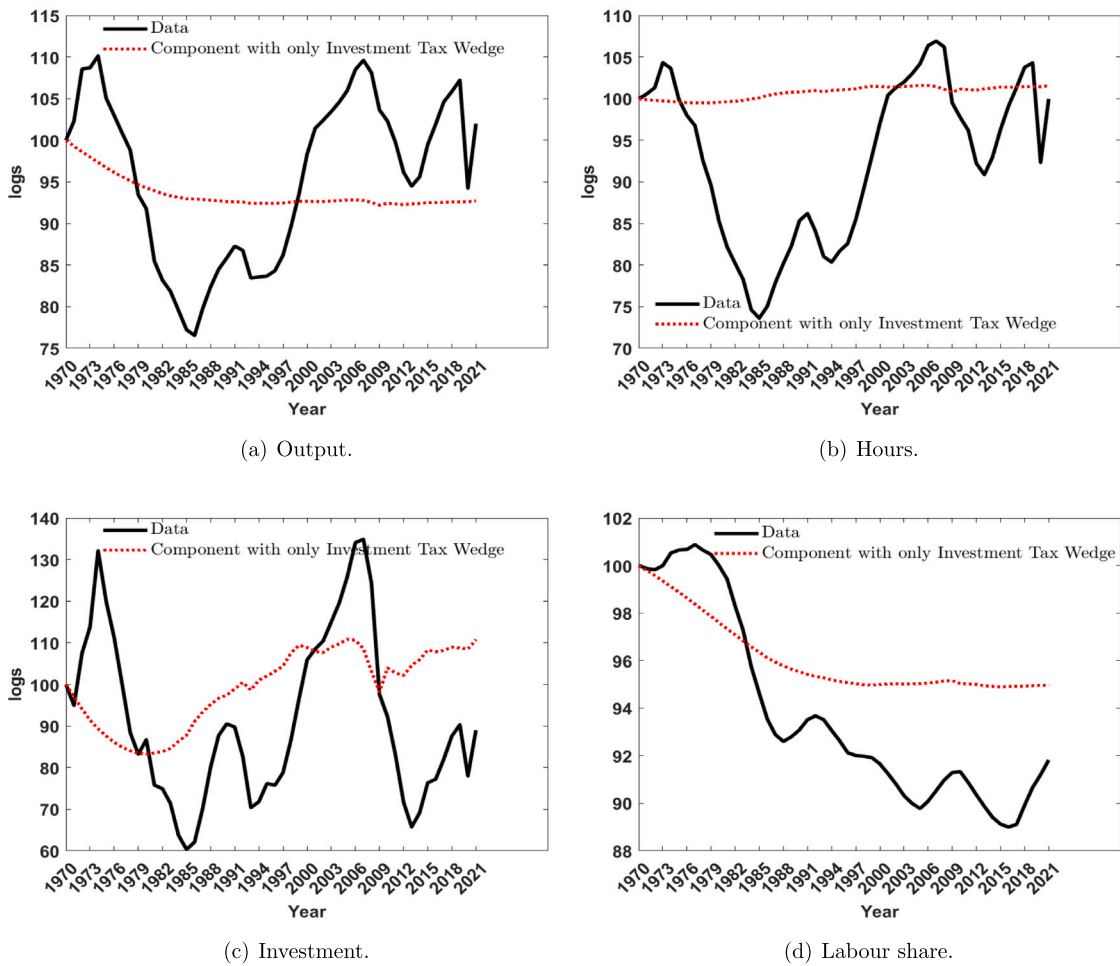 115
110
105
100
95
90
85
80
75
logs
Data
Component with only Investment Tax Wedge
1970 1973 1976 1979 1982 1985 1988 1991 1994 1997 2000 2003 2006 2009 2012 2015 2018 2021
Year
(a) Output.
110
105
100
95
90
85
80
75
70
Data
Component with only Investment Tax Wedge
1970 1973 1976 1979 1982 1985 1988 1991 1994 1997 2000 2003 2006 2009 2012 2015 2018 2021
Year
(b) Hours.
140
130
120
110
100
90
80
70
60
logs
Data
Component with only Investment Tax Wedge
1970 1973 1976 1979 1982 1985 1988 1991 1994 1997 2000 2003 2006 2009 2012 2015 2018 2021
Year
(c) Investment.
102
100
98
96
94
92
90
88
Data
Component with only Investment Tax Wedge
1970 1973 1976 1979 1982 1985 1988 1991 1994 1997 2000 2003 2006 2009 2012 2015 2018 2021
Year
(d) Labour share.